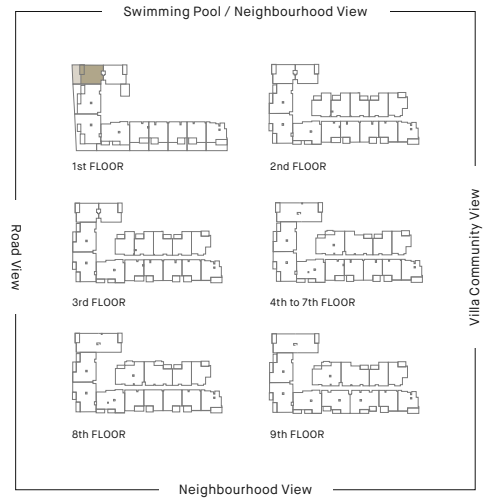 Swimming Pool / Neighbourhood View
1st FLOOR
2nd FLOOR
Road View
Villa Community View
3rd FLOOR
4th to 7th FLOOR
8th FLOOR
9th FLOOR
Neighbourhood View